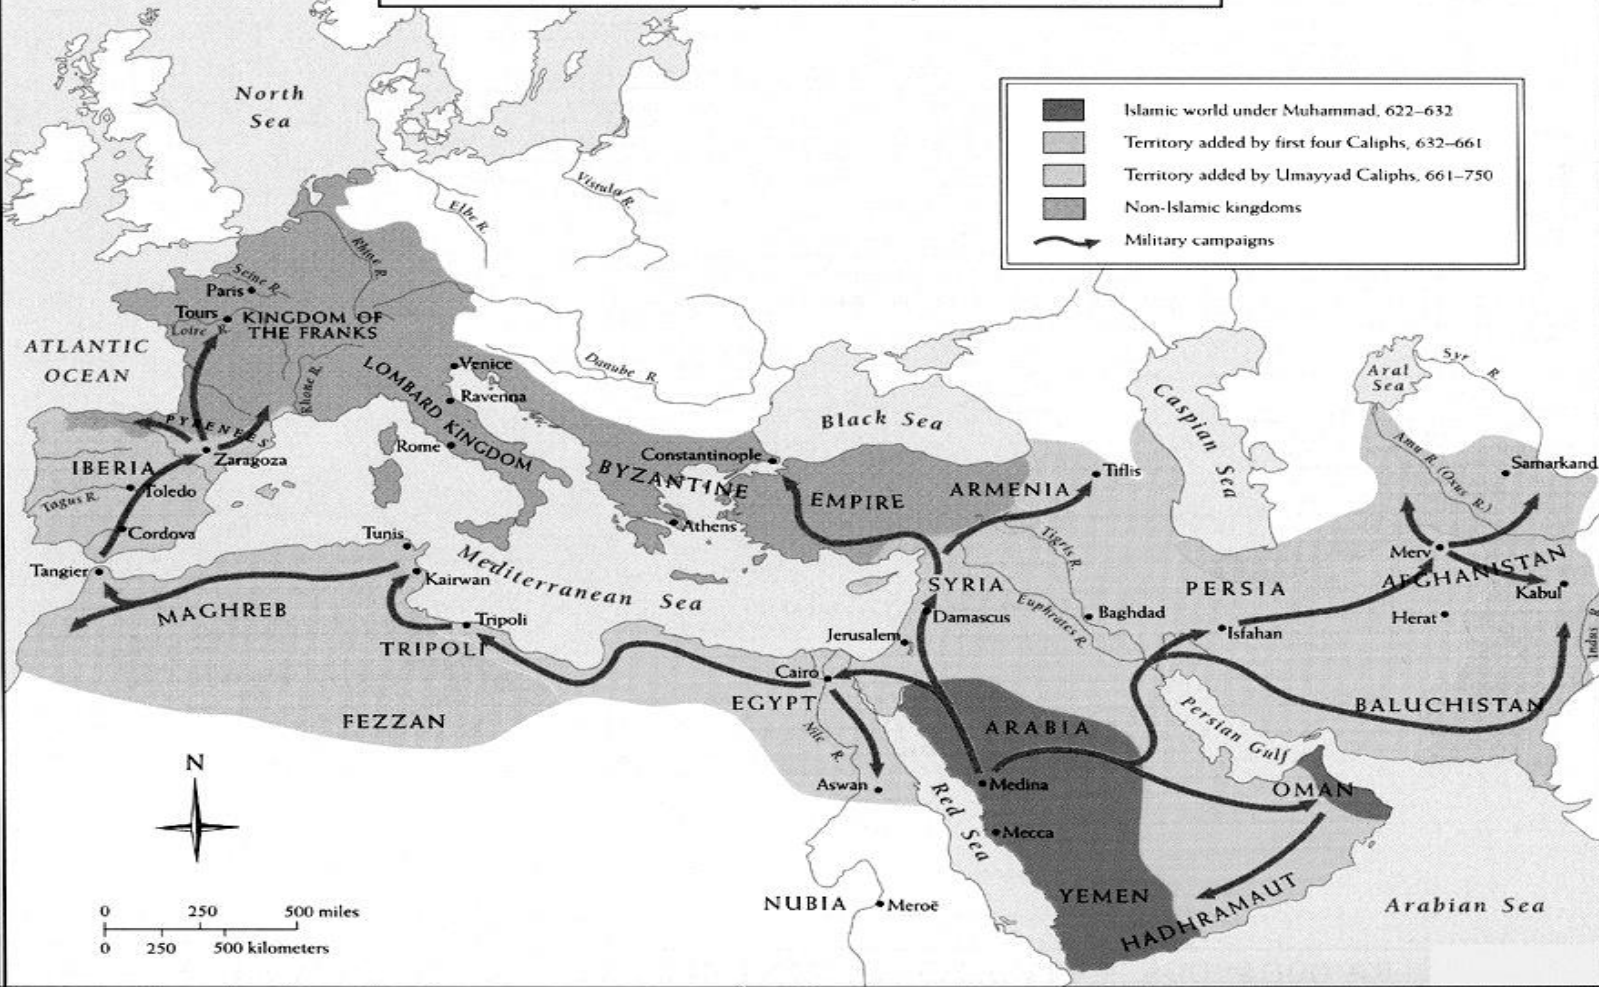 North
Sea
Islamic world under Muhammad, 622–632
Territory added by first four Caliphs, 632–661
Territory added by Umayyad Caliphs, 661–750
Non-Islamic kingdoms
Military campaigns
Vistula R.
Elbe R.
Rhine R.
Seine R.
Paris
Tours
KINGDOM OF
THE FRANKS
Loire R.
ATLANTIC
OCEAN
Rhone R.
LOMBARD KINGDOM
Venice
Ravenna
Rome
Danube R.
Black Sea
Caspian Sea
Aral
Sea
Syr R.
Amu R. (Oxus R.)
Samarkand
PYRENEES
Zaragoza
IBERIA
Toledo
Tagus R.
Cordova
Constantinople
BYZANTINE
EMPIRE
ARMENIA
Tiflis
Athens
Tunis
Tangier
Kairwan
Mediterranean Sea
MAGHREB
Tripoli
TRIPOLI
SYRIA
Tigris R.
Euphrates R.
Damascus
Baghdad
Jerusalem
PERSIA
Isfahan
Merv
AFGHANISTAN
Kabul
Herat
Indus R.
Cairo
EGYPT
FEZZAN
Nile R.
Aswan
ARABIA
Medina
Mecca
Red Sea
Persian Gulf
BALUCHISTAN
OMAN
YEMEN
HADHRAMAUT
Arabian Sea
NUBIA
Meroë
N
0 250 500 miles
0 250 500 kilometers